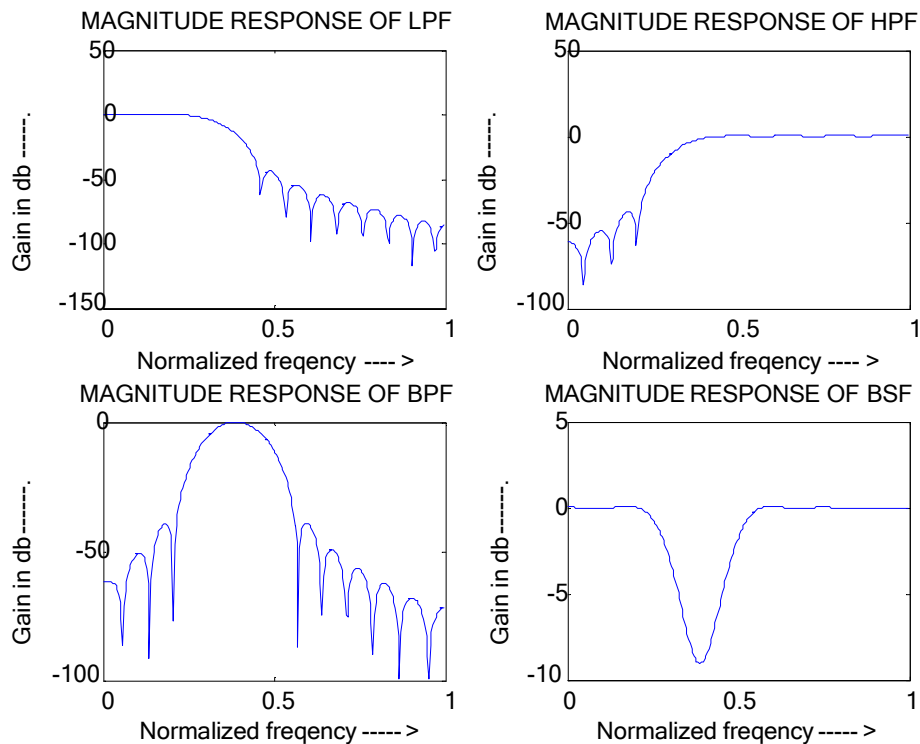 MAGNITUDE RESPONSE OF LPF
50
0
-50
-100
-150
Gain in db -----.
0 0.5 1
Normalized freqency ---- >
MAGNITUDE RESPONSE OF HPF
50
0
-50
-100
Gain in db -----.
0 0.5 1
Normalized freqency ---- >
MAGNITUDE RESPONSE OF BPF
0
-50
-100
Gain in db-------.
0 0.5 1
Normalized freqency ----- >
MAGNITUDE RESPONSE OF BSF
5
0
-5
-10
Gain in db------.
0 0.5 1
Normalized freqency ----- >